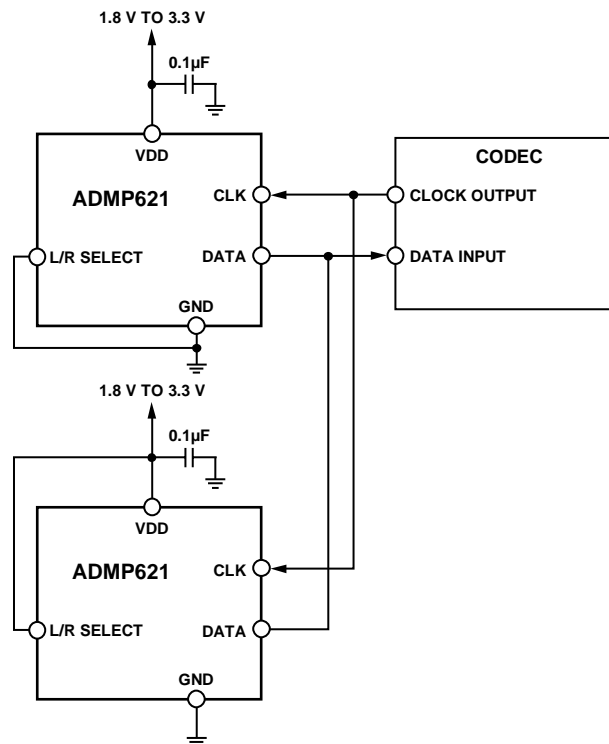 1.8 V TO 3.3 V
0.1µF
VDD
ADMP621
CLK
L/R SELECT
DATA
GND
CODEC
CLOCK OUTPUT
DATA INPUT
1.8 V TO 3.3 V
0.1µF
VDD
ADMP621
CLK
L/R SELECT
DATA
GND